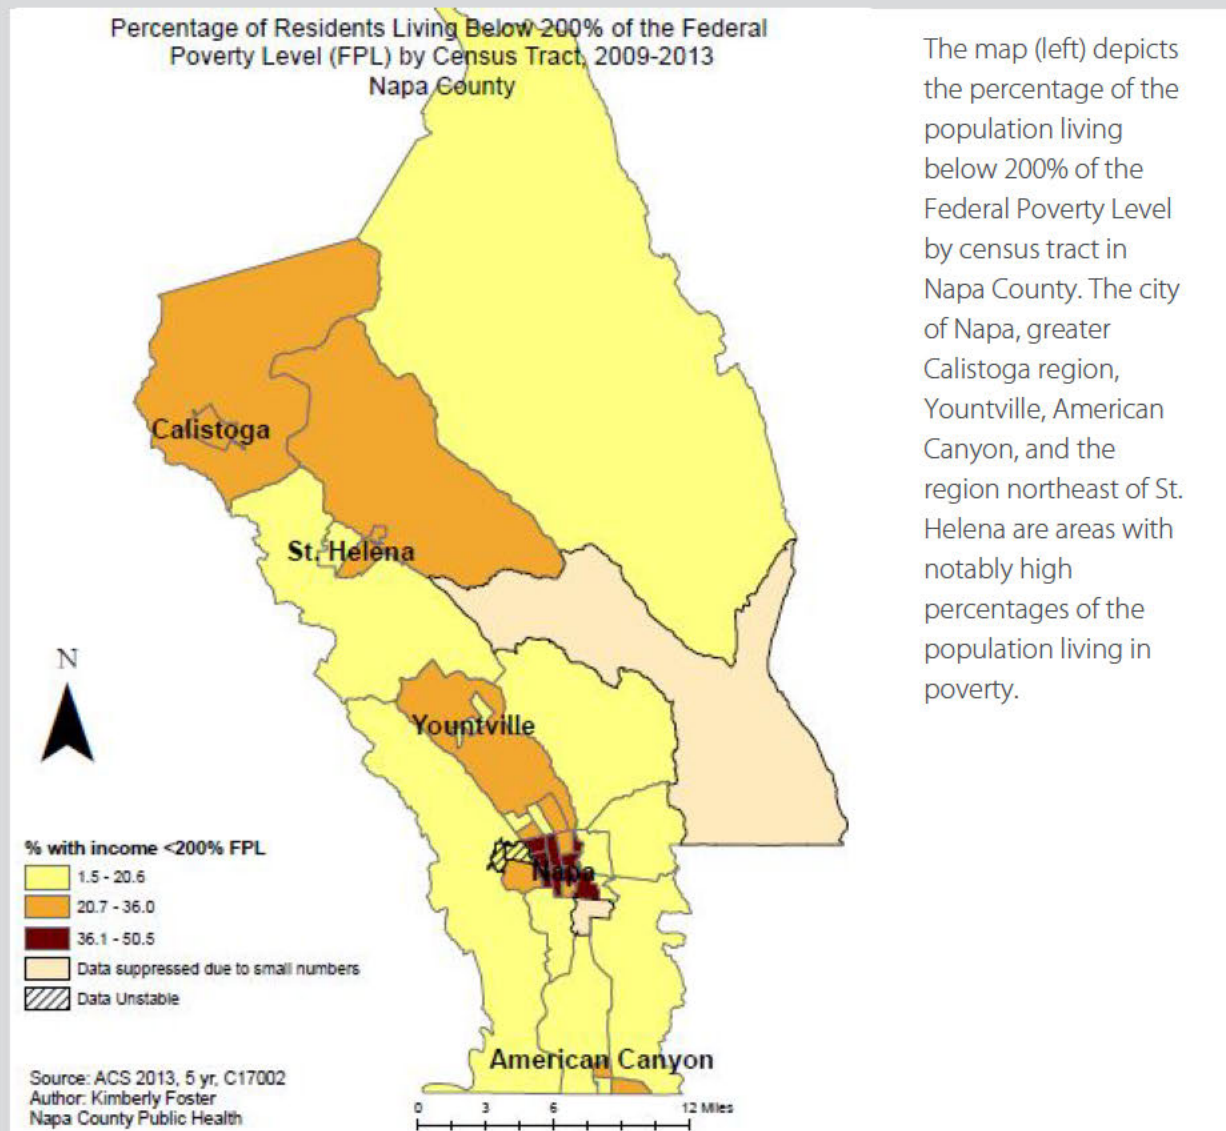 Percentage of Residents Living Below 200% of the Federal
Poverty Level (FPL) by Census Tract, 2009-2013
Napa County
The map (left) depicts
the percentage of the
population living
below 200% of the
Federal Poverty Level
by census tract in
Napa County. The city
of Napa, greater
Calistoga region,
Yountville, American
Canyon, and the
region northeast of St.
Helena are areas with
notably high
percentages of the
population living in
poverty.
Calistoga
St. Helena
N
Yountville
Napa
American Canyon
% with income <200% FPL
1.5 - 20.6
20.7 - 36.0
36.1 - 50.5
Data suppressed due to small numbers
Data Unstable
Source: ACS 2013, 5 yr, C17002
Author: Kimberly Foster
Napa County Public Health
0 3 6 12 Miles